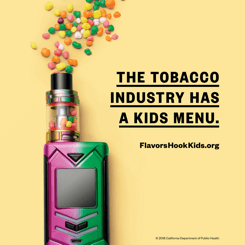 THE TOBACCO
INDUSTRY HAS
A KIDS MENU.
FlavorsHookKids.org
© 2018 California Department of Public Health